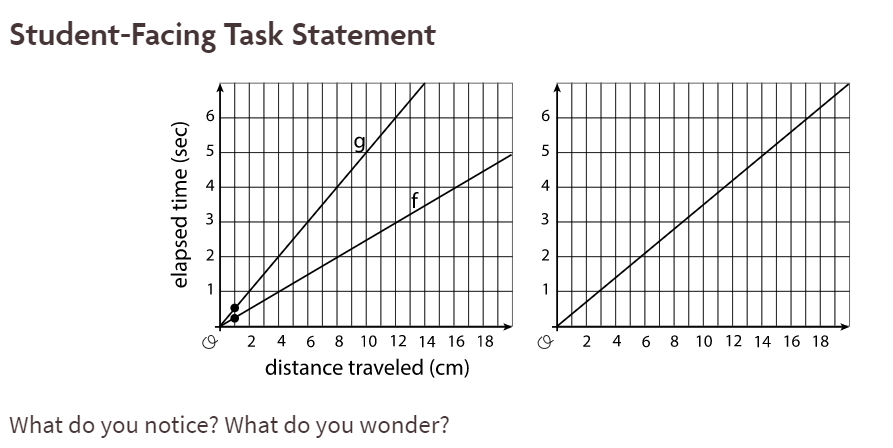 Student-Facing Task Statement
elapsed time (sec)
6
5
4
3
2
1
g
f
O
2 4 6 8 10 12 14 16 18
distance traveled (cm)
6
5
4
3
2
1
O
2 4 6 8 10 12 14 16 18
What do you notice? What do you wonder?